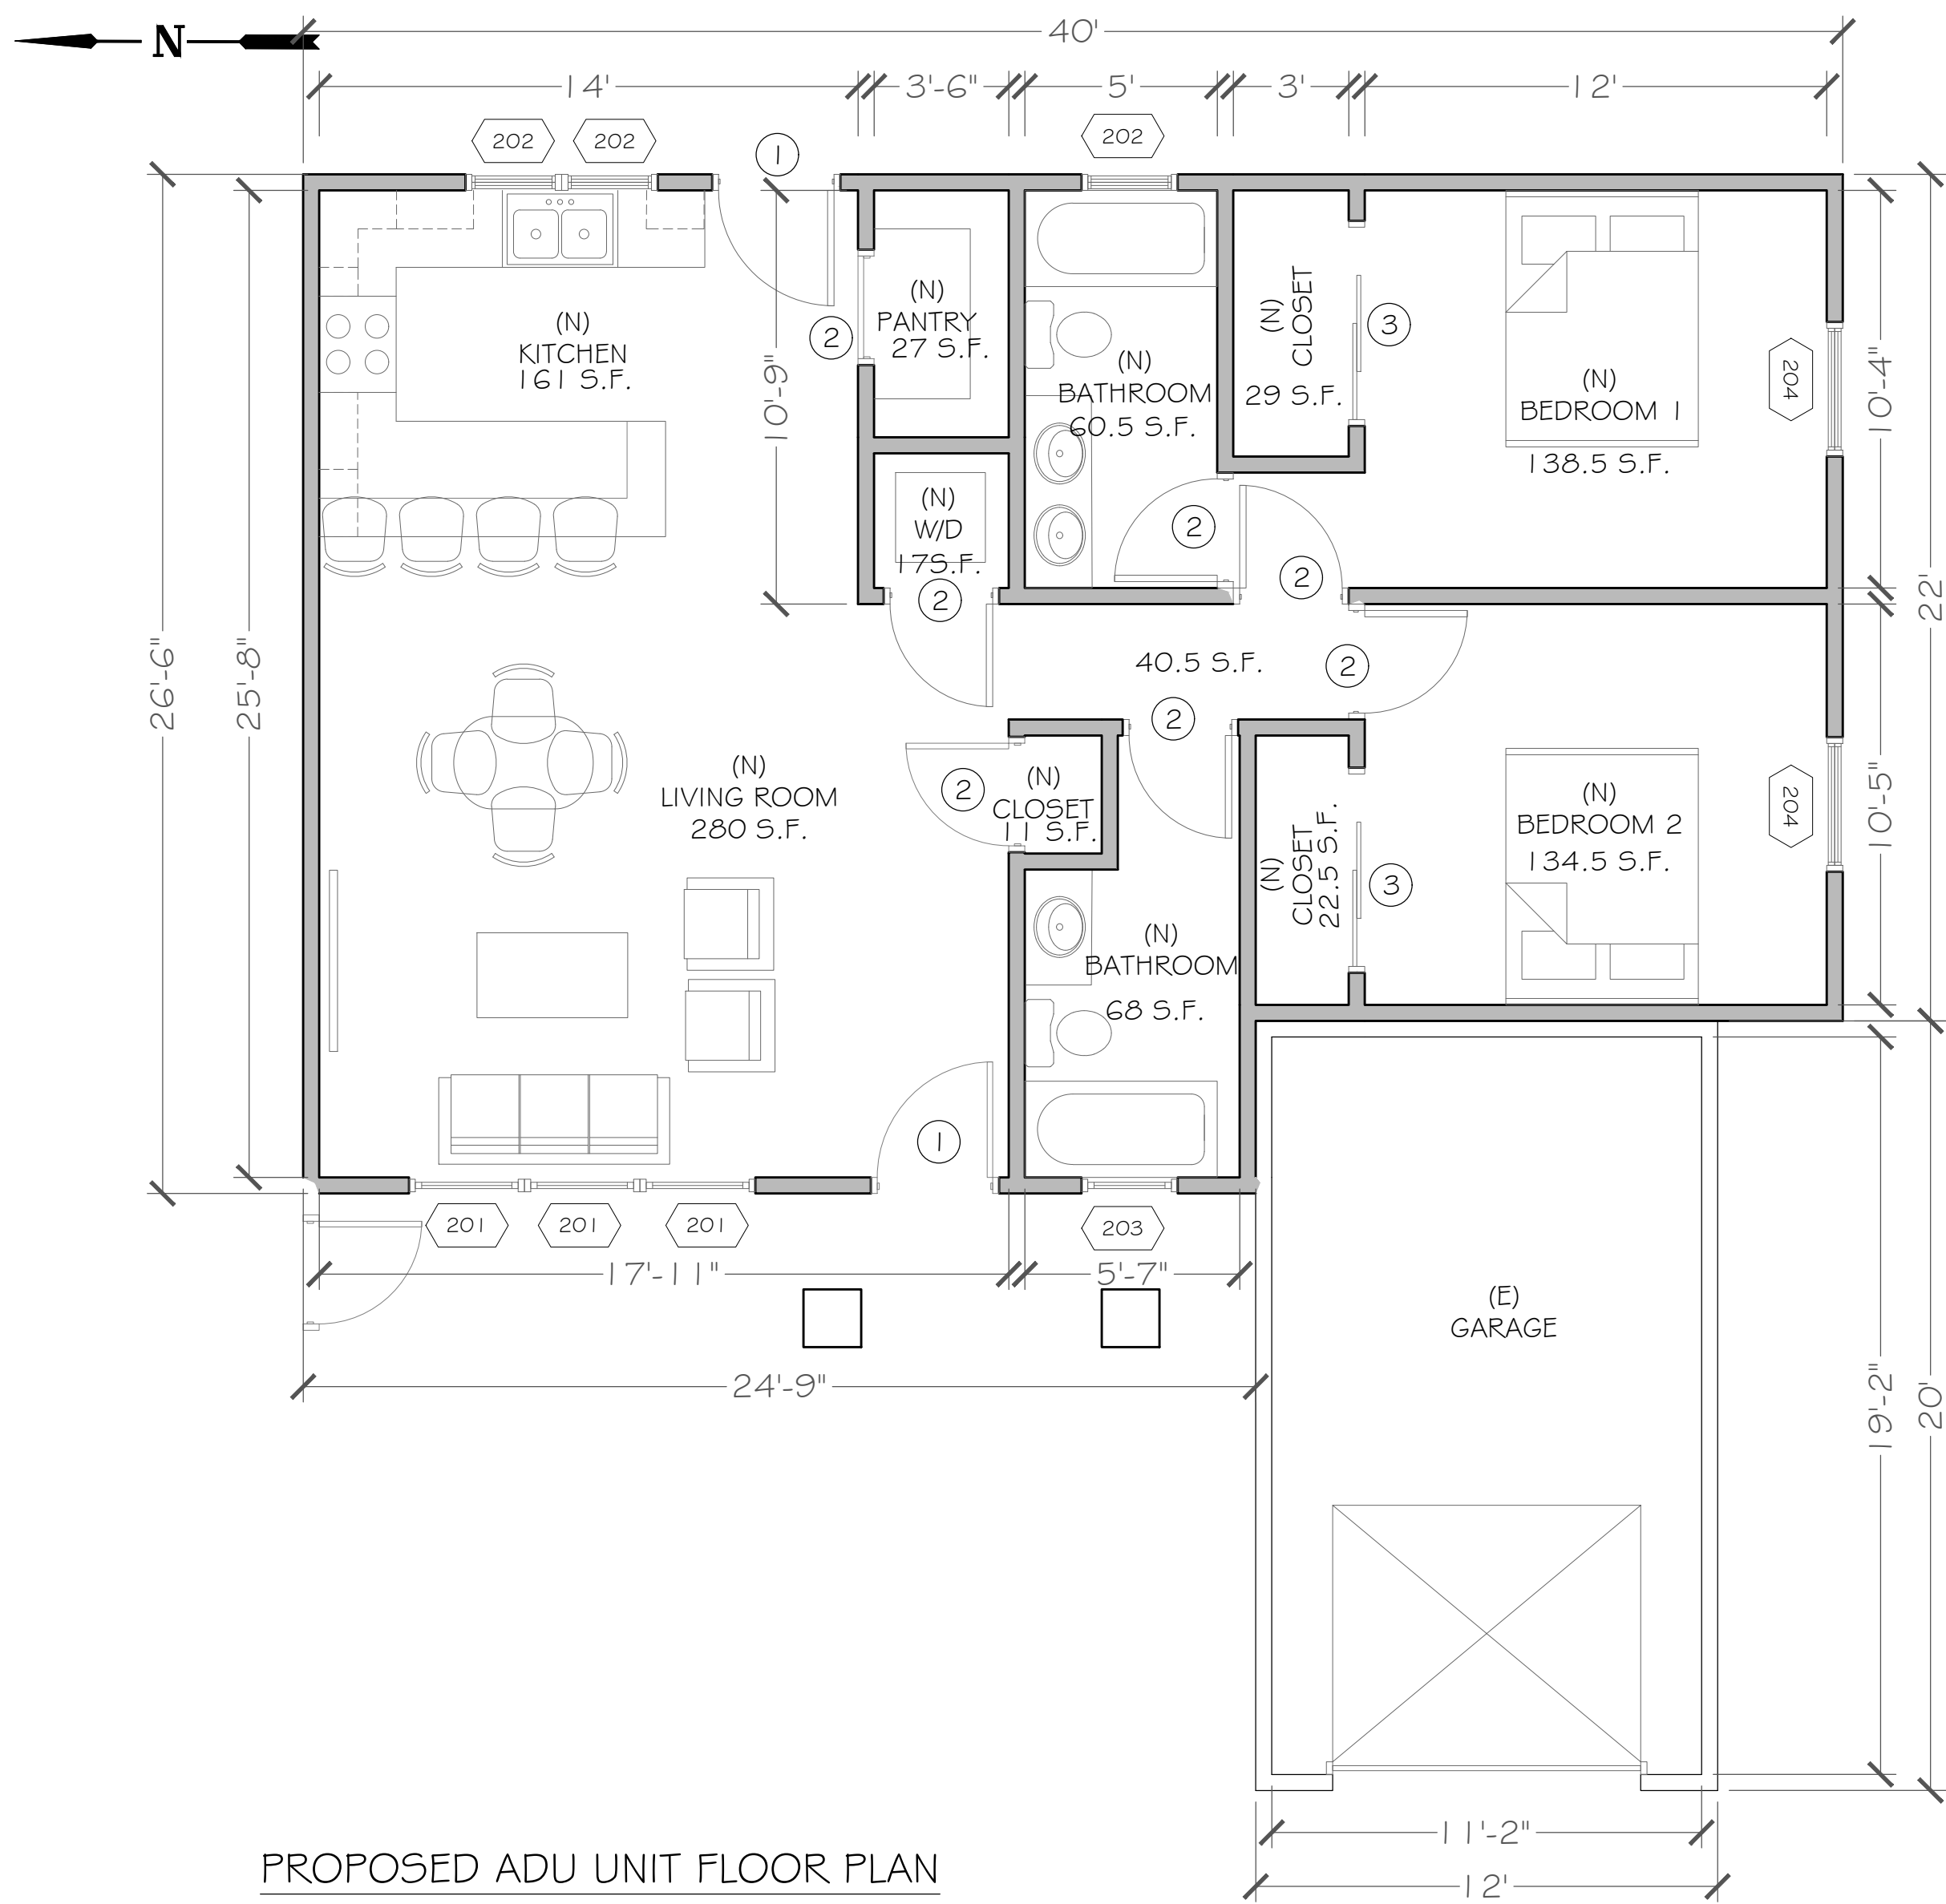 N
40'
14'
3'-6"
5'
3'
12'
202
202
202
1
(N)
KITCHEN
161 S.F.
10'-9"
2
(N)
PANTRY
27 S.F.
(N)
BATHROOM
60.5 S.F.
(N)
CLOSET
29 S.F.
3
(N)
BEDROOM 1
138.5 S.F.
204
10'-4"
22'
(N)
W/D
17S.F.
2
2
2
26'-6"
25'-8"
40.5 S.F.
2
2
(N)
LIVING ROOM
280 S.F.
2
(N)
CLOSET
11 S.F.
(N)
CLOSET
22.5 S.F.
3
(N)
BEDROOM 2
134.5 S.F.
204
10'-5"
(N)
BATHROOM
68 S.F.
1
201
201
201
203
17'-11"
5'-7"
24'-9"
(E)
GARAGE
19'-2"
20'
11'-2"
12'
PROPOSED ADU UNIT FLOOR PLAN